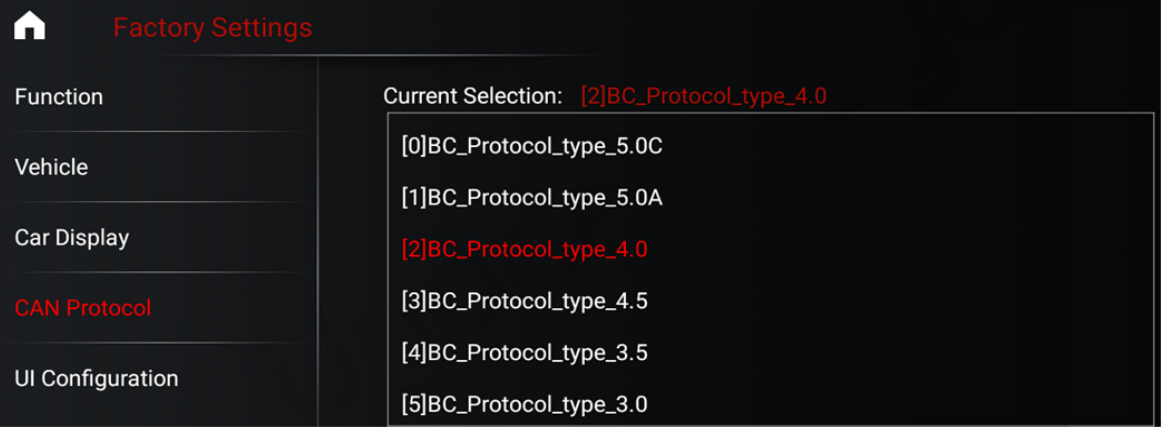 Factory Settings
Function
Vehicle
Car Display
CAN Protocol
UI Configuration
Current Selection: [2]BC_Protocol_type_4.0
[0]BC_Protocol_type_5.0C
[1]BC_Protocol_type_5.0A
[2]BC_Protocol_type_4.0
[3]BC_Protocol_type_4.5
[4]BC_Protocol_type_3.5
[5]BC_Protocol_type_3.0